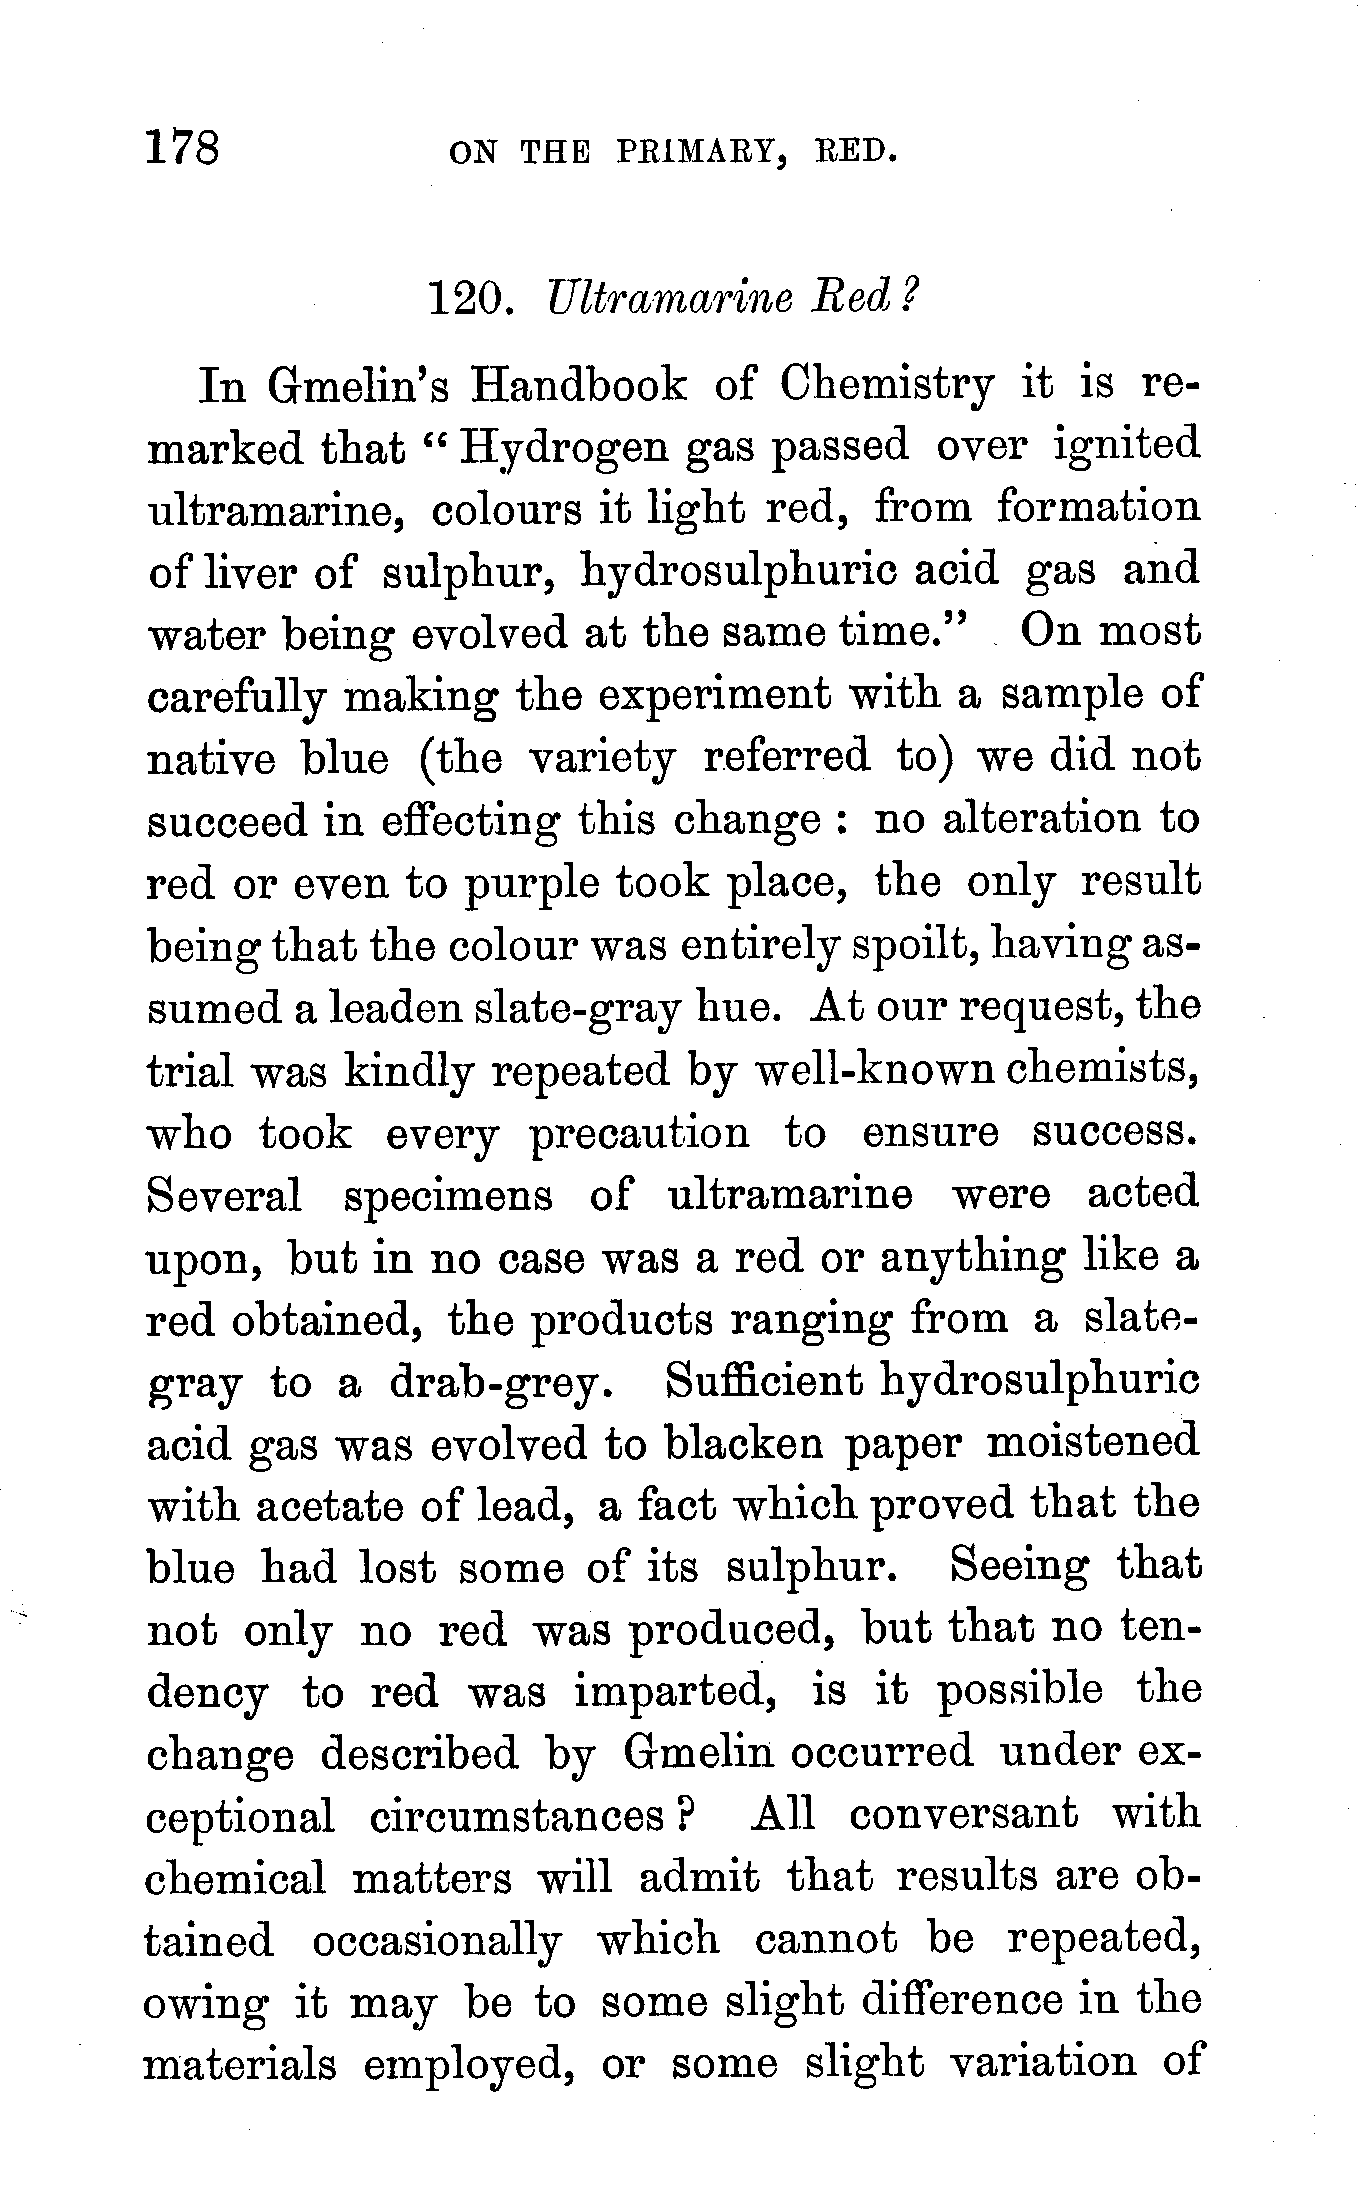 178 ON THE PRIMARY, RED.
120. Ultramarine Red ?
In Gmelin's Handbook of Chemistry it is re-
marked that “ Hydrogen gas passed over ignited
ultramarine, colours it light red, from formation
of liver of sulphur, hydrosulphuric acid gas and
water being evolved at the same time.” On most
carefully making the experiment with a sample of
native blue (the variety referred to) we did not
succeed in effecting this change : no alteration to
red or even to purple took place, the only result
being that the colour was entirely spoilt, having as-
sumed a leaden slate-gray hue. At our request, the
trial was kindly repeated by well-known chemists,
who took every precaution to ensure success.
Several specimens of ultramarine were acted
upon, but in no case was a red or anything like a
red obtained, the products ranging from a slate-
gray to a drab-grey. Sufficient hydrosulphuric
acid gas was evolved to blacken paper moistened
with acetate of lead, a fact which proved that the
blue had lost some of its sulphur. Seeing that
not only no red was produced, but that no ten-
dency to red was imparted, is it possible the
change described by Gmelin occurred under ex-
ceptional circumstances ? All conversant with
chemical matters will admit that results are ob-
tained occasionally which cannot be repeated,
owing it may be to some slight difference in the
materials employed, or some slight variation of